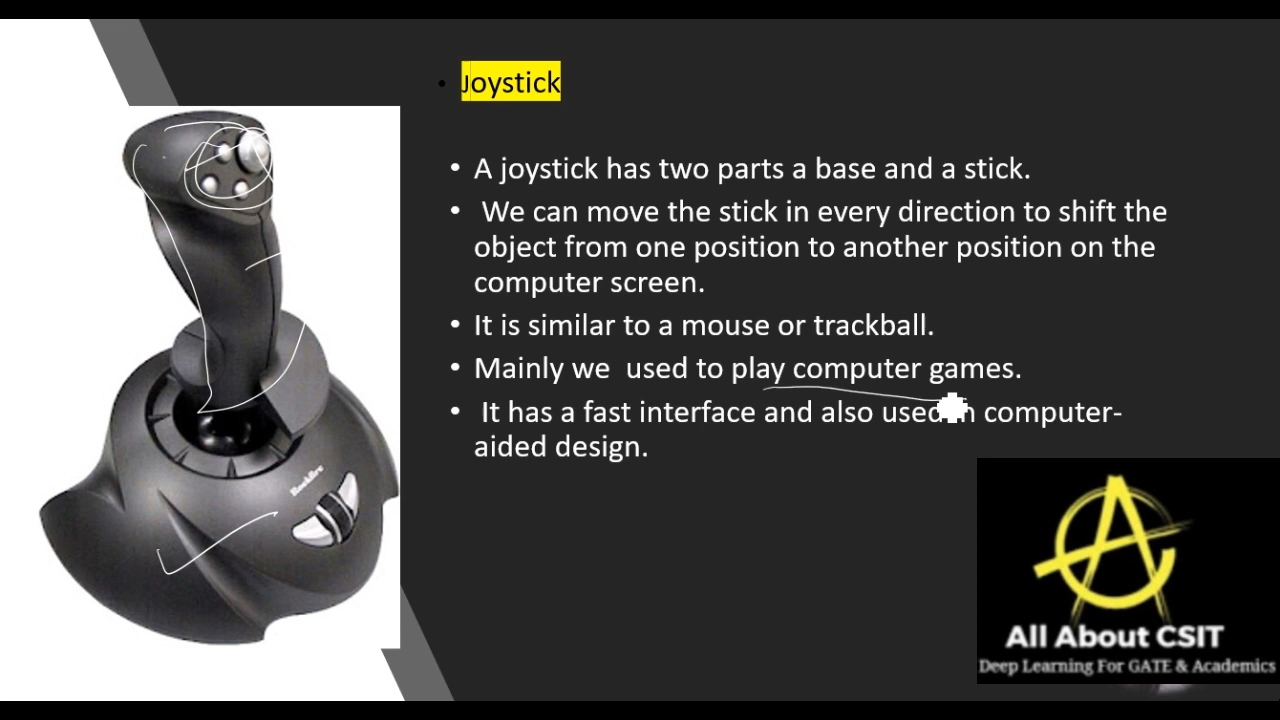 Joystick
A joystick has two parts a base and a stick.
We can move the stick in every direction to shift the
object from one position to another position on the
computer screen.
It is similar to a mouse or trackball.
Mainly we used to play computer games.
It has a fast interface and also used in computer-
aided design.
All About CSIT
Deep Learning For GATE & Academics